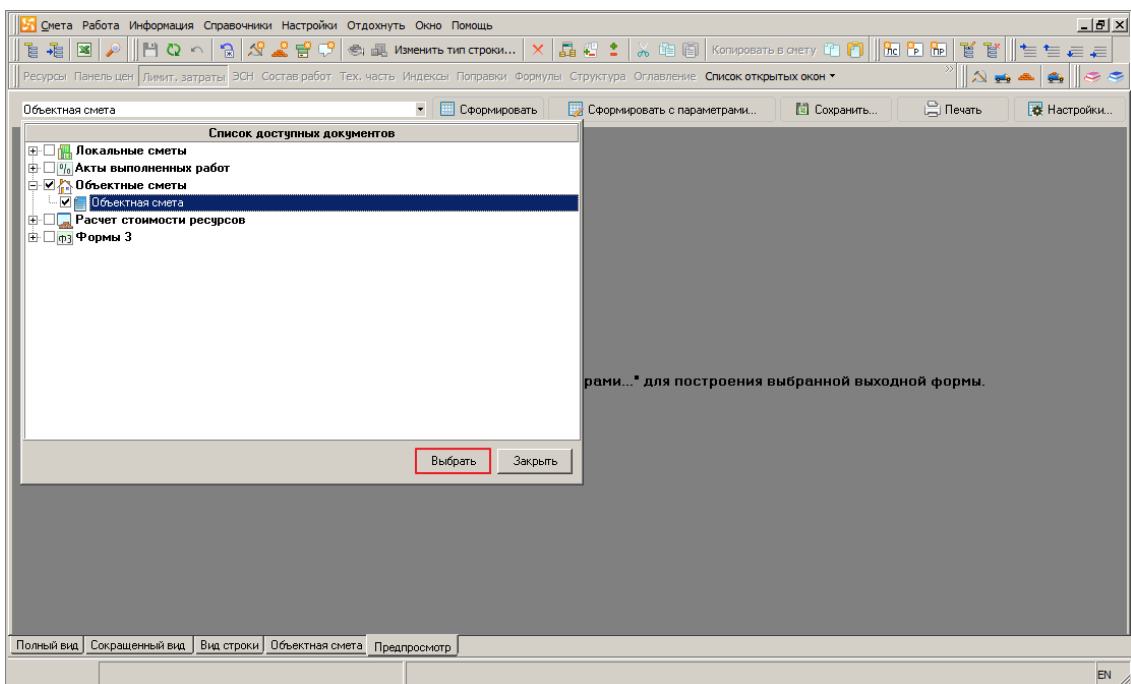 Смета Работа Информация Справочники Настройки Отдохнуть Окно Помощь
Изменить тип строки... Копировать в смету ПС Р ПР
Ресурсы Панель цен Лимит. затраты ЭСН Состав работ Тех. часть Индексы Поправки Формулы Структура Оглавление Список открытых окон
Объектная смета Сформировать Сформировать с параметрами... Сохранить... Печать Настройки...
Список доступных документов
Локальные сметы
% Акты выполненных работ
Объектные сметы
Объектная смета
Расчет стоимости ресурсов
ф3 Формы 3
рами..." для построения выбранной выходной формы.
Выбрать Закрыть
Полный вид Сокращенный вид Вид строки Объектная смета Предпросмотр
EN